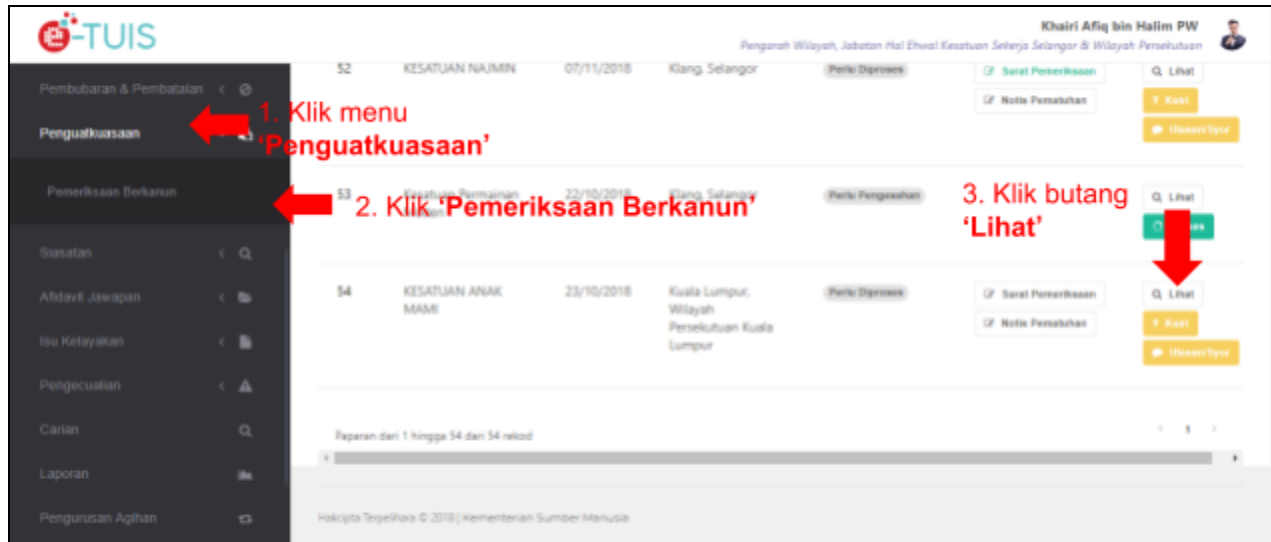 e-TUIS
Khairi Afiq bin Halim PW
Pengarah Wilayah, Jabatan Hal Ehwal Kesatuan Sekerja Selangor & Wilayah Persekutuan
Pembubaran & Pembatalan
Penguatkuasaan
Pemeriksaan Berkanun
Siasatan
Afidavit Jawapan
Isu Kelayakan
Pengecualian
Carian
Laporan
Pengurusan Agihan
1. Klik menu
'Penguatkuasaan'
2. Klik 'Pemeriksaan Berkanun'
3. Klik butang
'Lihat'
52 KESATUAN NAJMIN 07/11/2018 Klang, Selangor Perlu Diproses Surat Pemeriksaan Lihat
Notis Pematuhan Kuiri
Ulasan/Syor
53 Kesatuan Permainan 22/10/2018 Klang, Selangor Perlu Pengesahan Lihat
54 KESATUAN ANAK 23/10/2018 Kuala Lumpur, Perlu Diproses Surat Pemeriksaan Lihat
MAMI Wilayah Notis Pematuhan Kuiri
Persekutuan Kuala
Lumpur Ulasan/Syor
Paparan dari 1 hingga 54 dari 54 rekod
1
Hakcipta Terpelihara © 2018 | Kementerian Sumber Manusia